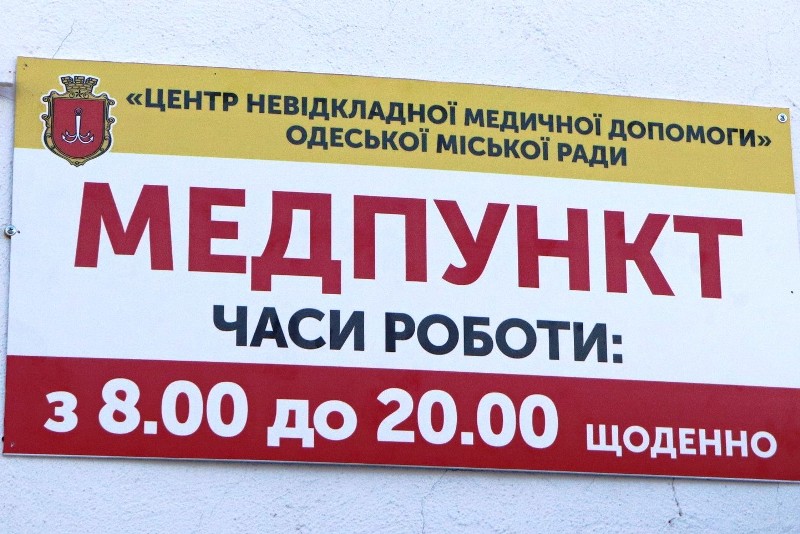 «ЦЕНТР НЕВІДКЛАДНОЇ МЕДИЧНОЇ ДОПОМОГИ»
ОДЕСЬКОЇ МІСЬКОЇ РАДИ
МЕДПУНКТ
ЧАСИ РОБОТИ:
з 8.00 до 20.00 ЩОДЕННО